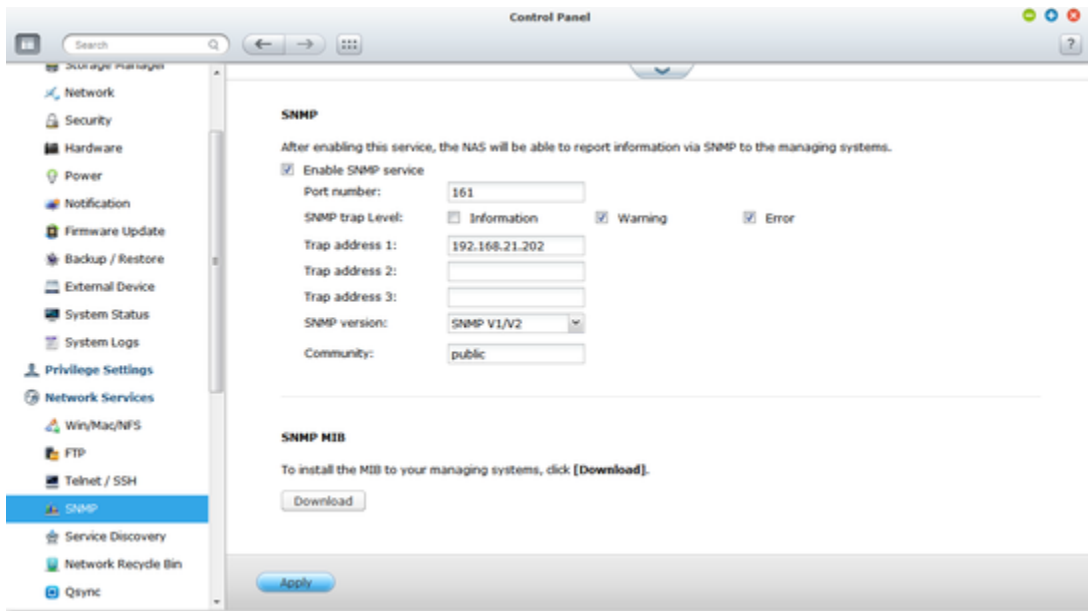 Control Panel
Search
?
Storage Manager
Network
Security
Hardware
Power
Notification
Firmware Update
Backup / Restore
External Device
System Status
System Logs
Privilege Settings
Network Services
Win/Mac/NFS
FTP
Telnet / SSH
SNMP
Service Discovery
Network Recycle Bin
Qsync
SNMP
After enabling this service, the NAS will be able to report information via SNMP to the managing systems.
Enable SNMP service
Port number: 161
SNMP trap Level: Information Warning Error
Trap address 1: 192.168.21.202
Trap address 2:
Trap address 3:
SNMP version: SNMP V1/V2
Community: public
SNMP MIB
To install the MIB to your managing systems, click [Download].
Download
Apply